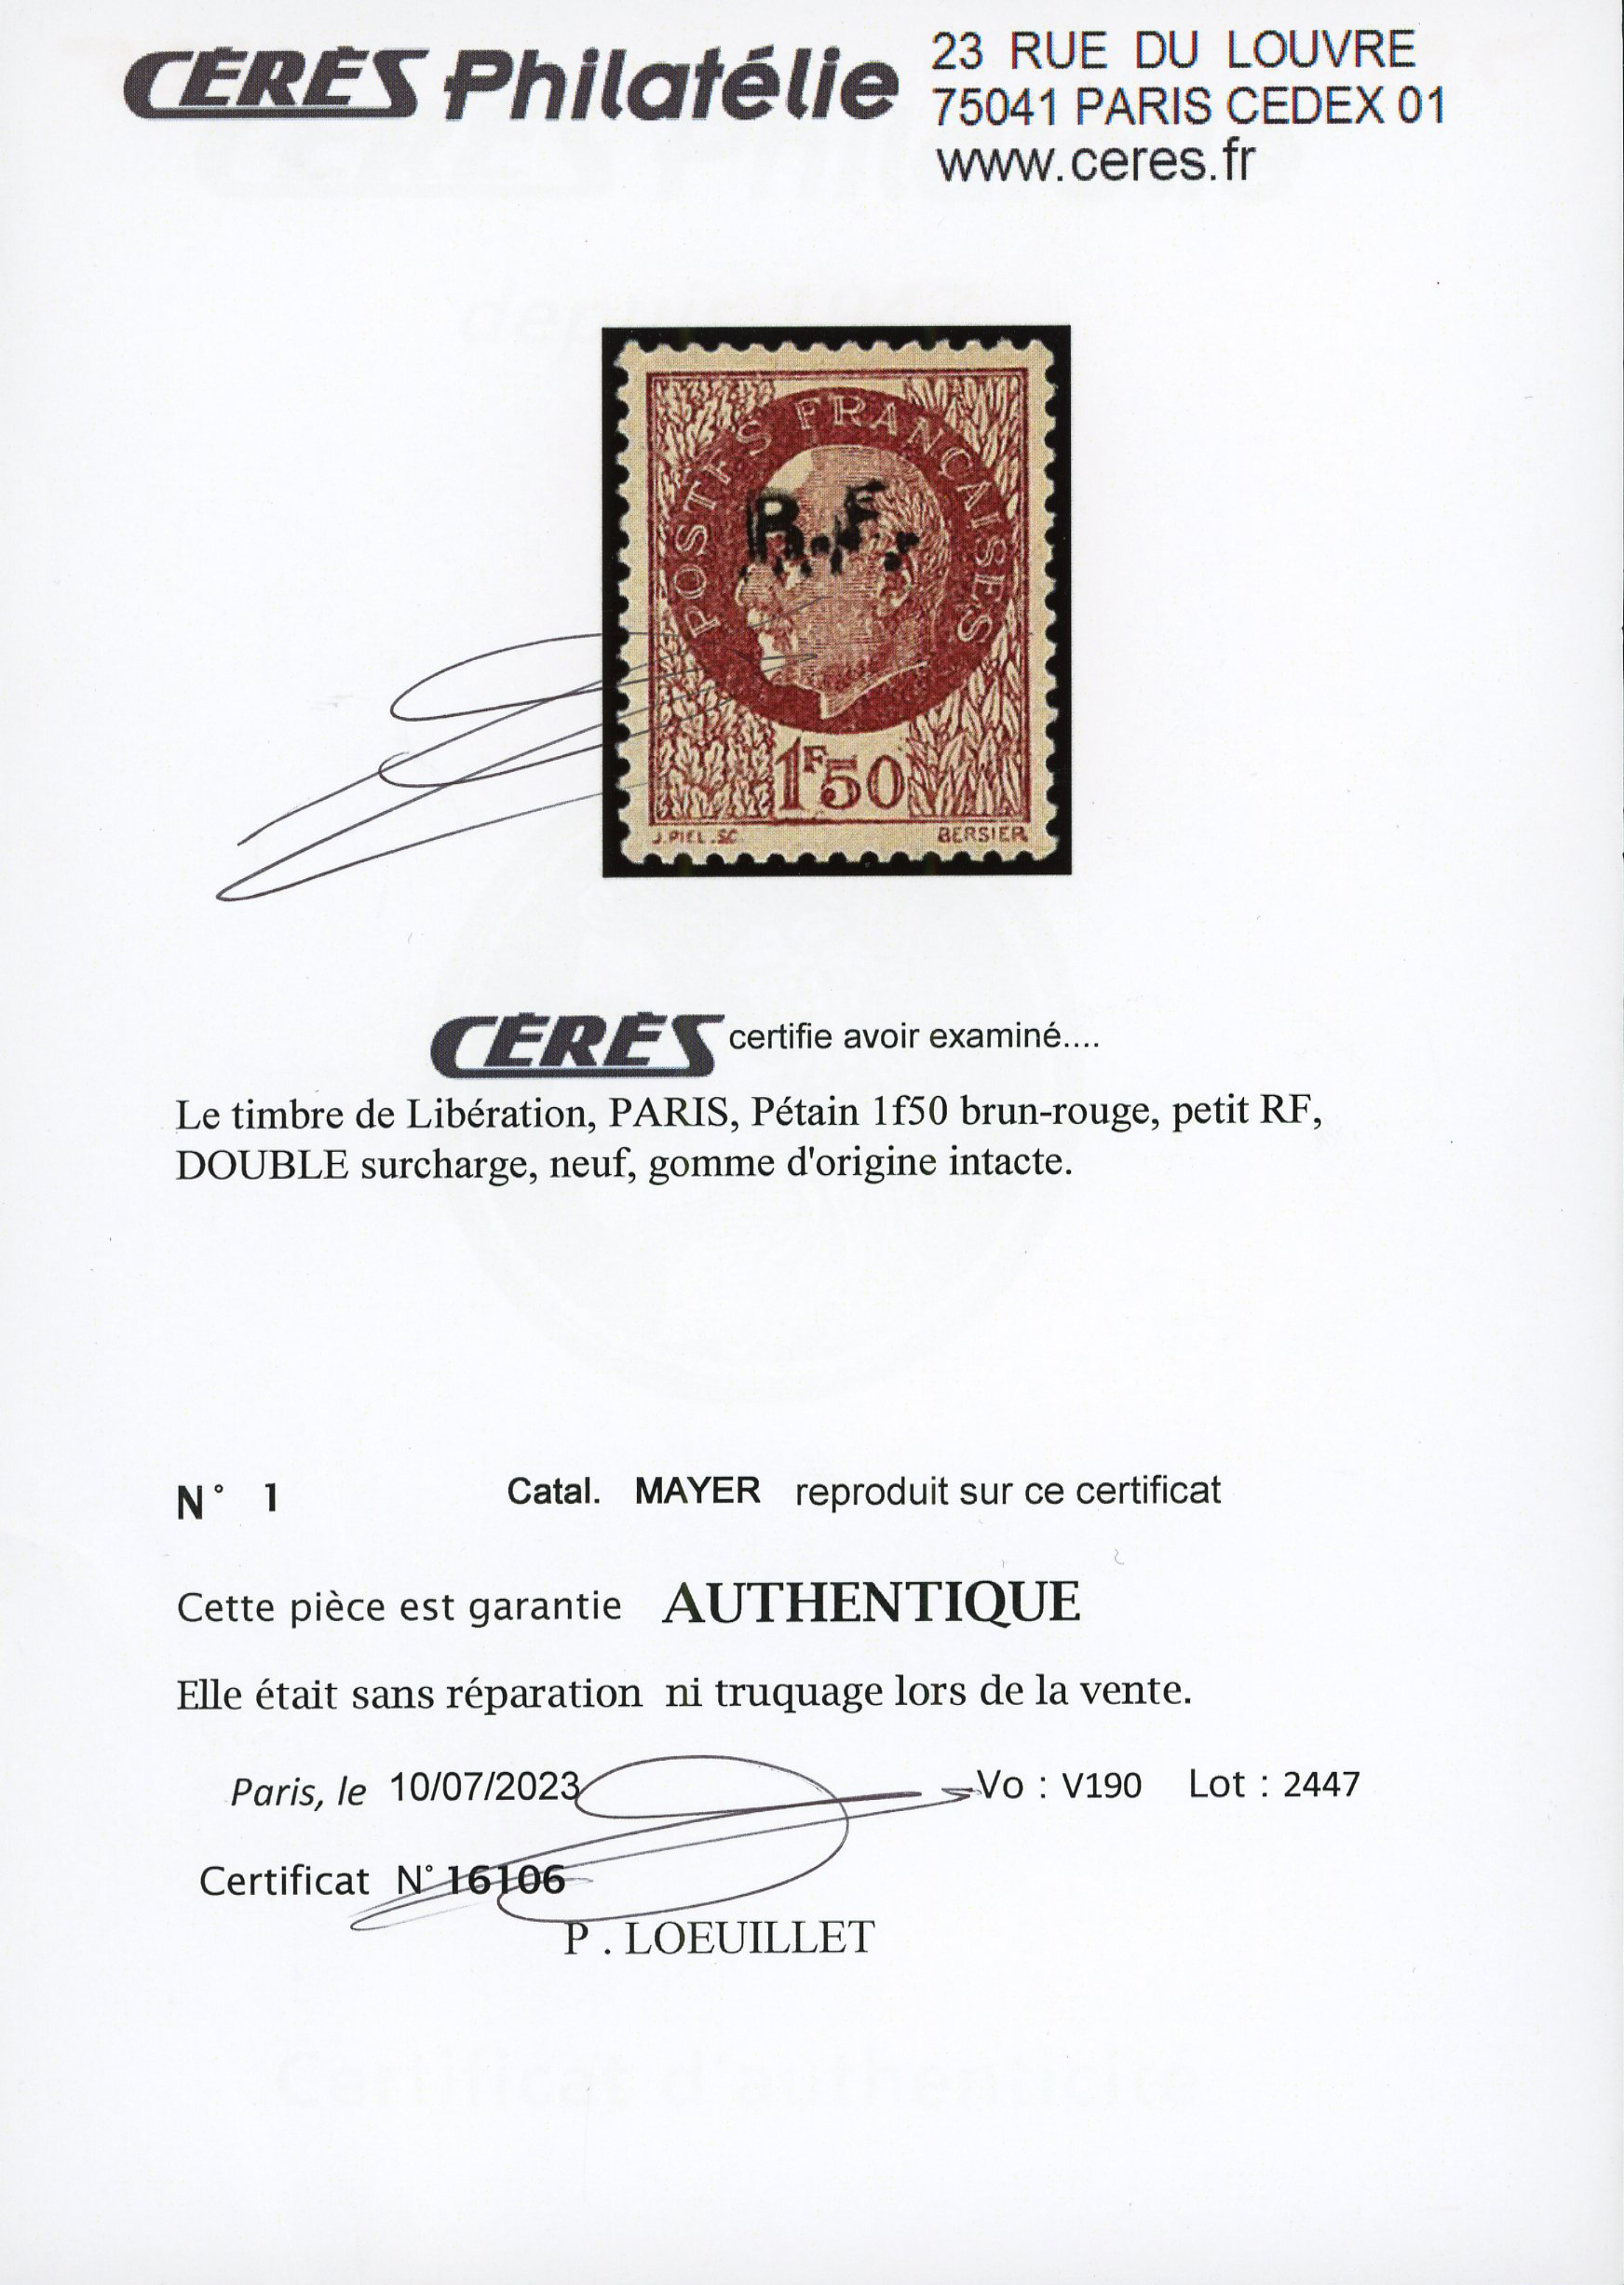 CÉRÈS Philatélie
23 RUE DU LOUVRE
75041 PARIS CEDEX 01
www.ceres.fr
POSTES FRANCAISES
R.F.
1F50
J.PIEL.SC.
BERSIER
CÉRÈS certifie avoir examiné....
Le timbre de Libération, PARIS, Pétain 1f50 brun-rouge, petit RF,
DOUBLE surcharge, neuf, gomme d'origine intacte.
N° 1 Catal. MAYER reproduit sur ce certificat
Cette pièce est garantie AUTHENTIQUE
Elle était sans réparation ni truquage lors de la vente.
Paris, le 10/07/2023 Vo : V190 Lot : 2447
Certificat N° 16106
P . LOEUILLET
Certificat d'authenticité